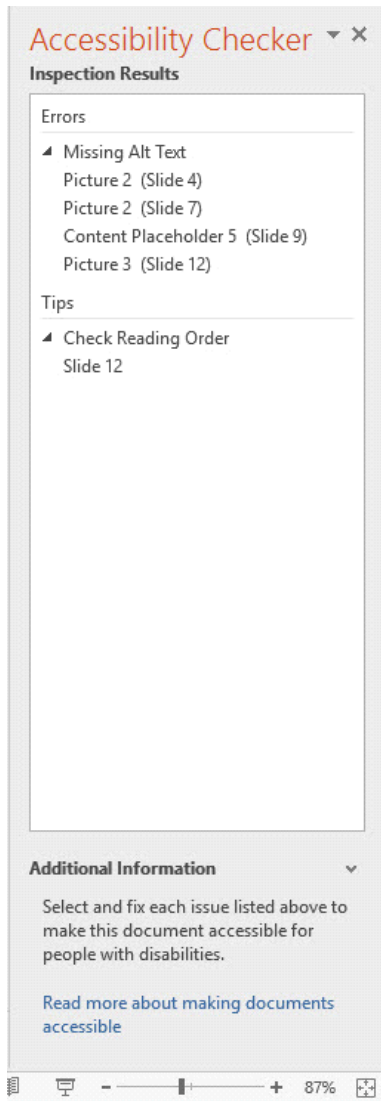 Accessibility Checker
Inspection Results
Errors
Missing Alt Text
Picture 2 (Slide 4)
Picture 2 (Slide 7)
Content Placeholder 5 (Slide 9)
Picture 3 (Slide 12)
Tips
Check Reading Order
Slide 12
Additional Information
Select and fix each issue listed above to
make this document accessible for
people with disabilities.
Read more about making documents
accessible
87%